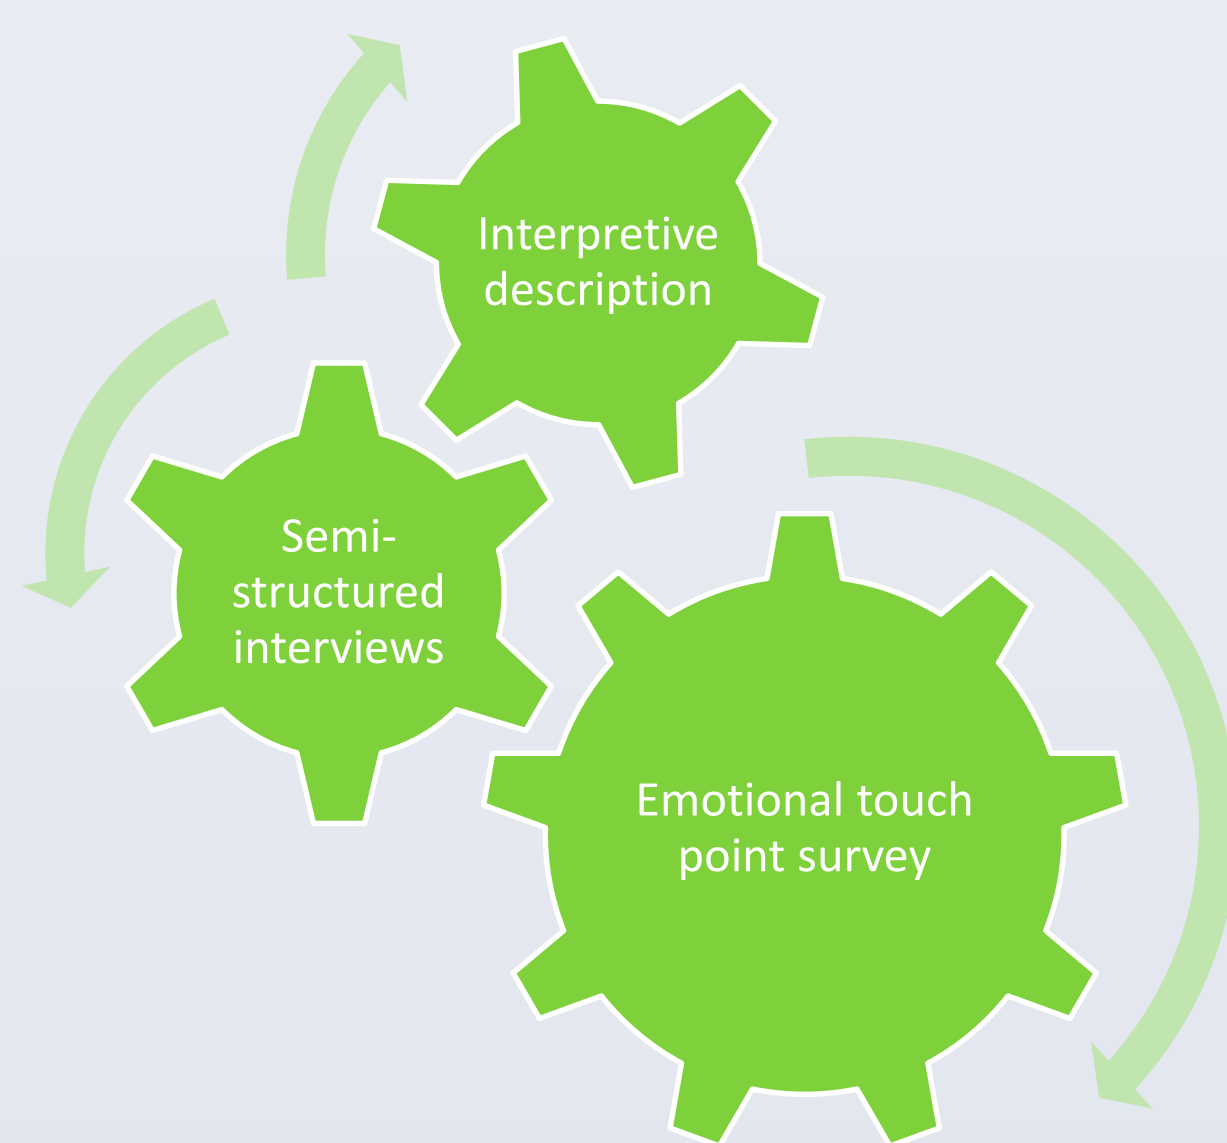 Interpretive
description
Semi-
structured
interviews
Emotional touch
point survey